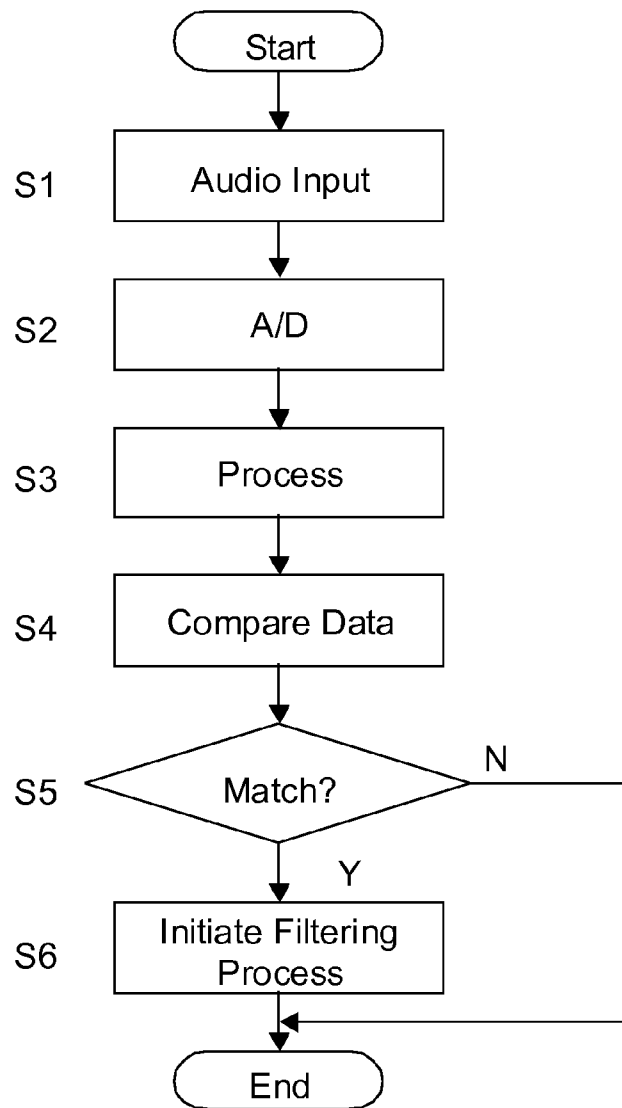 Start
S1
Audio Input
S2
A/D
S3
Process
S4
Compare Data
S5
Match?
N
Y
S6
Initiate Filtering
Process
End